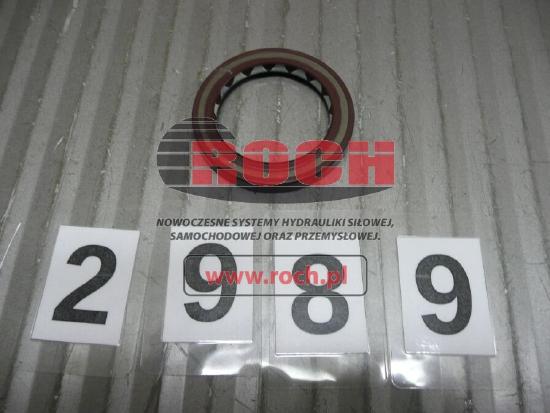 ROCH
NOWOCZESNE SYSTEMY HYDRAULIKI SIŁOWEJ,
SAMOCHODOWEJ ORAZ PRZEMYSŁOWEJ.
www.roch.pl
2 9 8 9